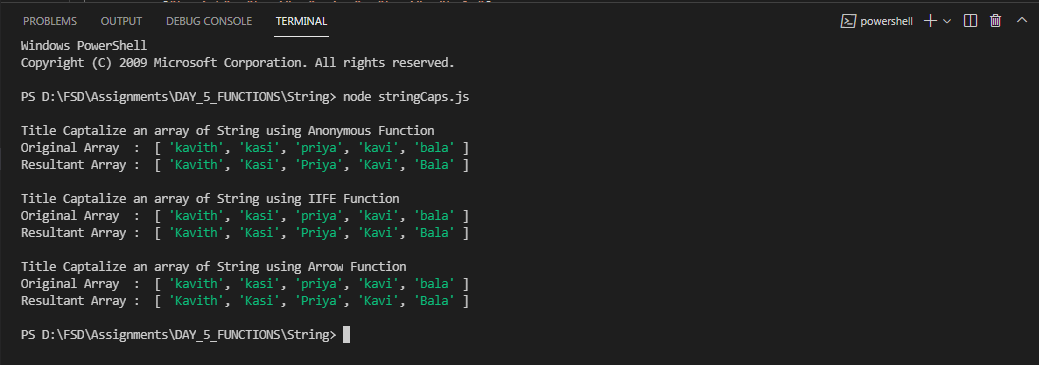 PROBLEMS OUTPUT DEBUG CONSOLE TERMINAL powershell
Windows PowerShell
Copyright (C) 2009 Microsoft Corporation. All rights reserved.
PS D:\FSD\Assignments\DAY_5_FUNCTIONS\String> node stringCaps.js
Title Captalize an array of String using Anonymous Function
Original Array  :  [ 'kavith', 'kasi', 'priya', 'kavi', 'bala' ]
Resultant Array :  [ 'Kavith', 'Kasi', 'Priya', 'Kavi', 'Bala' ]
Title Captalize an array of String using IIFE Function
Original Array  :  [ 'kavith', 'kasi', 'priya', 'kavi', 'bala' ]
Resultant Array :  [ 'Kavith', 'Kasi', 'Priya', 'Kavi', 'Bala' ]
Title Captalize an array of String using Arrow Function
Original Array  :  [ 'kavith', 'kasi', 'priya', 'kavi', 'bala' ]
Resultant Array :  [ 'Kavith', 'Kasi', 'Priya', 'Kavi', 'Bala' ]
PS D:\FSD\Assignments\DAY_5_FUNCTIONS\String>